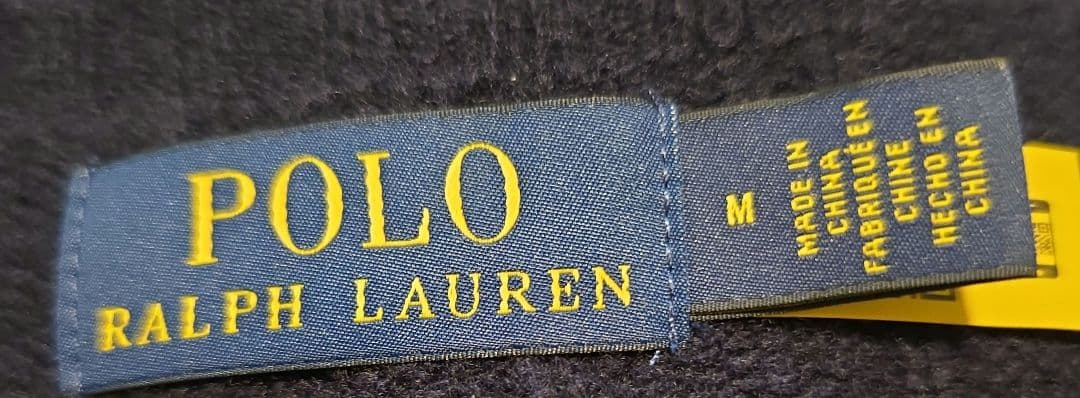 POLO
RALPH LAUREN
M
MADE IN
CHINA
FABRIQUÉ EN
CHINE
HECHO EN
CHINA